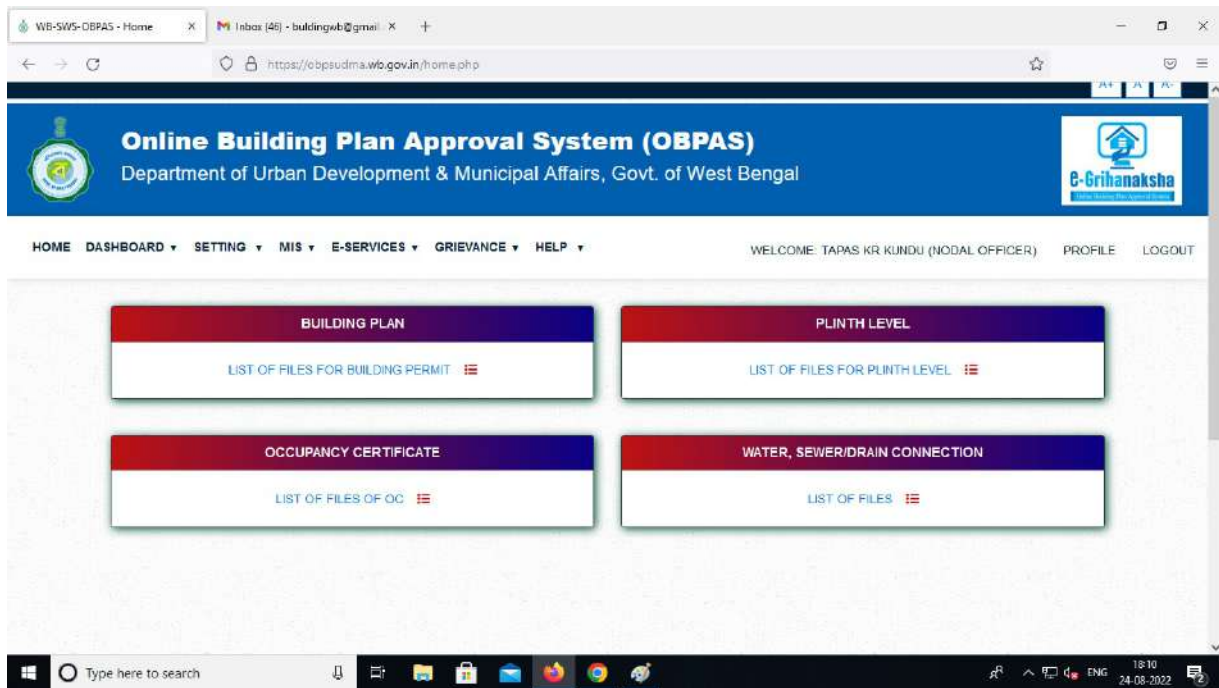 WB-SWS-OBPAS - Home
Inbox (46) - buldingwb@gmail
https://obpsudma.wb.gov.in/home.php
A+ A A-
Online Building Plan Approval System (OBPAS)
Department of Urban Development & Municipal Affairs, Govt. of West Bengal
e-Grihanaksha
HOME DASHBOARD SETTING MIS E-SERVICES GRIEVANCE HELP WELCOME: TAPAS KR KUNDU (NODAL OFFICER) PROFILE LOGOUT
BUILDING PLAN
LIST OF FILES FOR BUILDING PERMIT
PLINTH LEVEL
LIST OF FILES FOR PLINTH LEVEL
OCCUPANCY CERTIFICATE
LIST OF FILES OF OC
WATER, SEWER/DRAIN CONNECTION
LIST OF FILES
Type here to search
ENG
18:10
24-08-2022
2